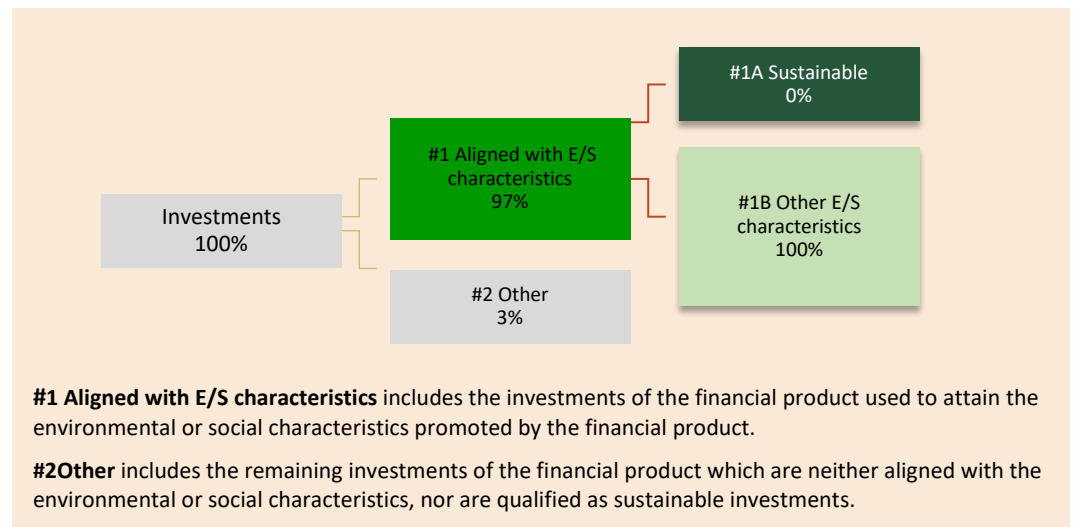 #1A Sustainable
0%
#1 Aligned with E/S
characteristics
97%
Investments
100%
#1B Other E/S
characteristics
100%
#2 Other
3%
#1 Aligned with E/S characteristics includes the investments of the financial product used to attain the
environmental or social characteristics promoted by the financial product.
#2Other includes the remaining investments of the financial product which are neither aligned with the
environmental or social characteristics, nor are qualified as sustainable investments.